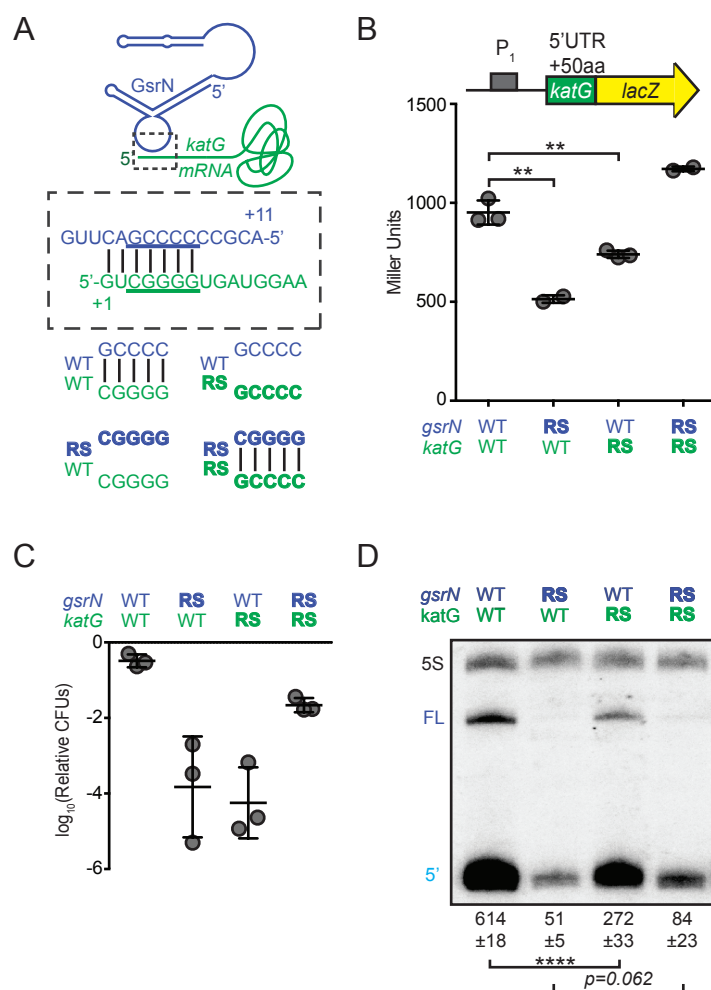 A
GsrN
5'
5'
katG
mRNA
+11
GUUCAGCCCCCCGCA-5'
5'-GUCGGGGUGAUGGAA
+1
WT GCCCC
WT CGGGG
WT GCCCC
RS GCCCC
RS CGGGG
WT CGGGG
RS CGGGG
RS GCCCC
B
P1
5'UTR
+50aa
katG lacZ
Miller Units
1500
1000
500
0
**
**
gsrN WT RS WT RS
katG WT WT RS RS
C
gsrN WT RS WT RS
katG WT WT RS RS
log10(Relative CFUs)
0
-2
-4
-6
D
gsrN WT RS WT RS
katG WT WT RS RS
5S
FL
5'
614 51 272 84
±18 ±5 ±33 ±23
****
p=0.062